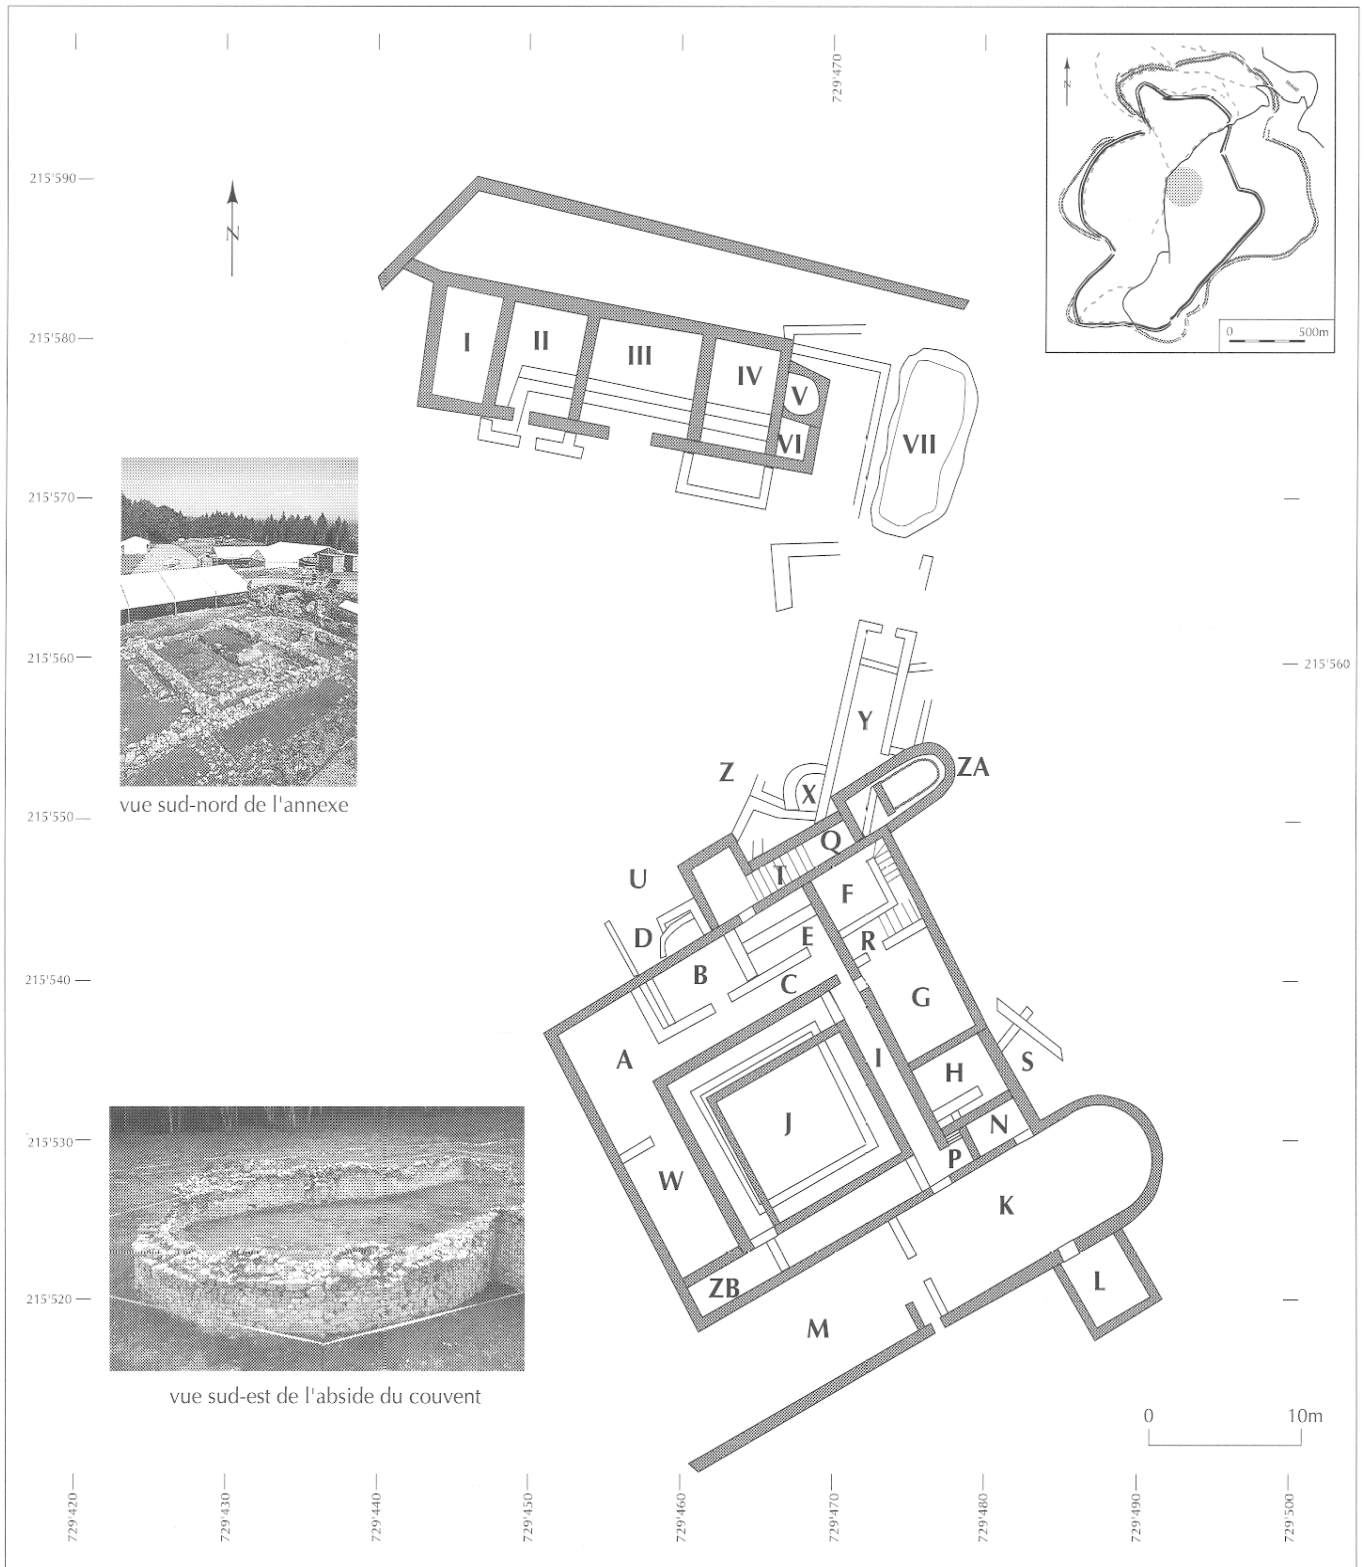 729'470
N
0 500m
215'590
N
215'580
I
II
III
IV
V
VI
VII
215'570
215'560
215'560
Y
Z
X
ZA
vue sud-nord de l'annexe
215'550
Q
T
U
F
D
E
R
B
C
215'540
G
A
I
H
S
J
N
215'530
P
W
K
ZB
L
215'520
M
vue sud-est de l'abside du couvent
0 10m
729'420
729'430
729'440
729'450
729'460
729'470
729'480
729'490
729'500